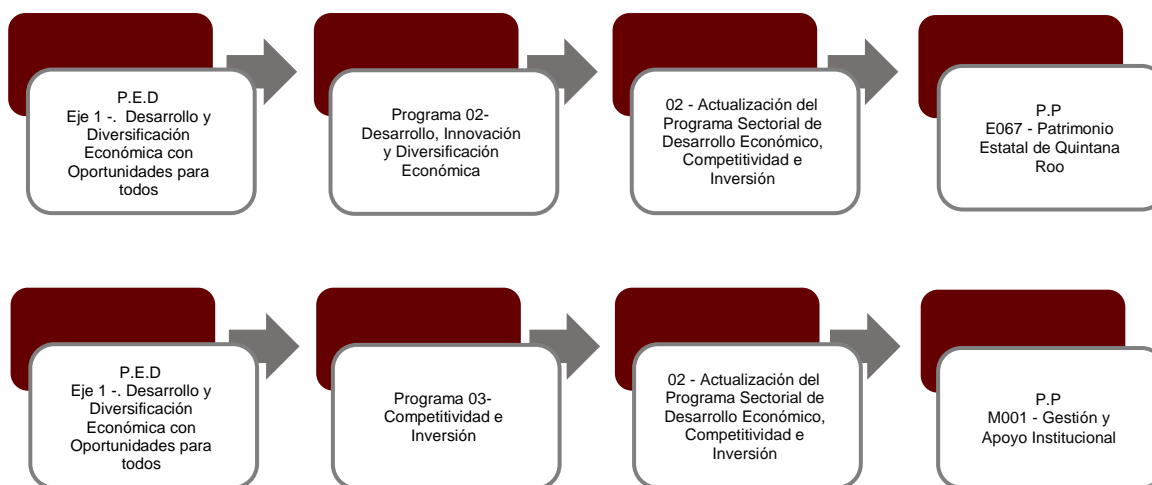 P.E.D
Eje 1 -. Desarrollo y
Diversificación
Económica con
Oportunidades para
todos
Programa 02-
Desarrollo, Innovación
y Diversificación
Económica
02 - Actualización del
Programa Sectorial de
Desarrollo Económico,
Competitividad e
Inversión
P.P
E067 - Patrimonio
Estatal de Quintana
Roo
P.E.D
Eje 1 -. Desarrollo y
Diversificación
Económica con
Oportunidades para
todos
Programa 03-
Competitividad e
Inversión
02 - Actualización del
Programa Sectorial de
Desarrollo Económico,
Competitividad e
Inversión
P.P
M001 - Gestión y
Apoyo Institucional